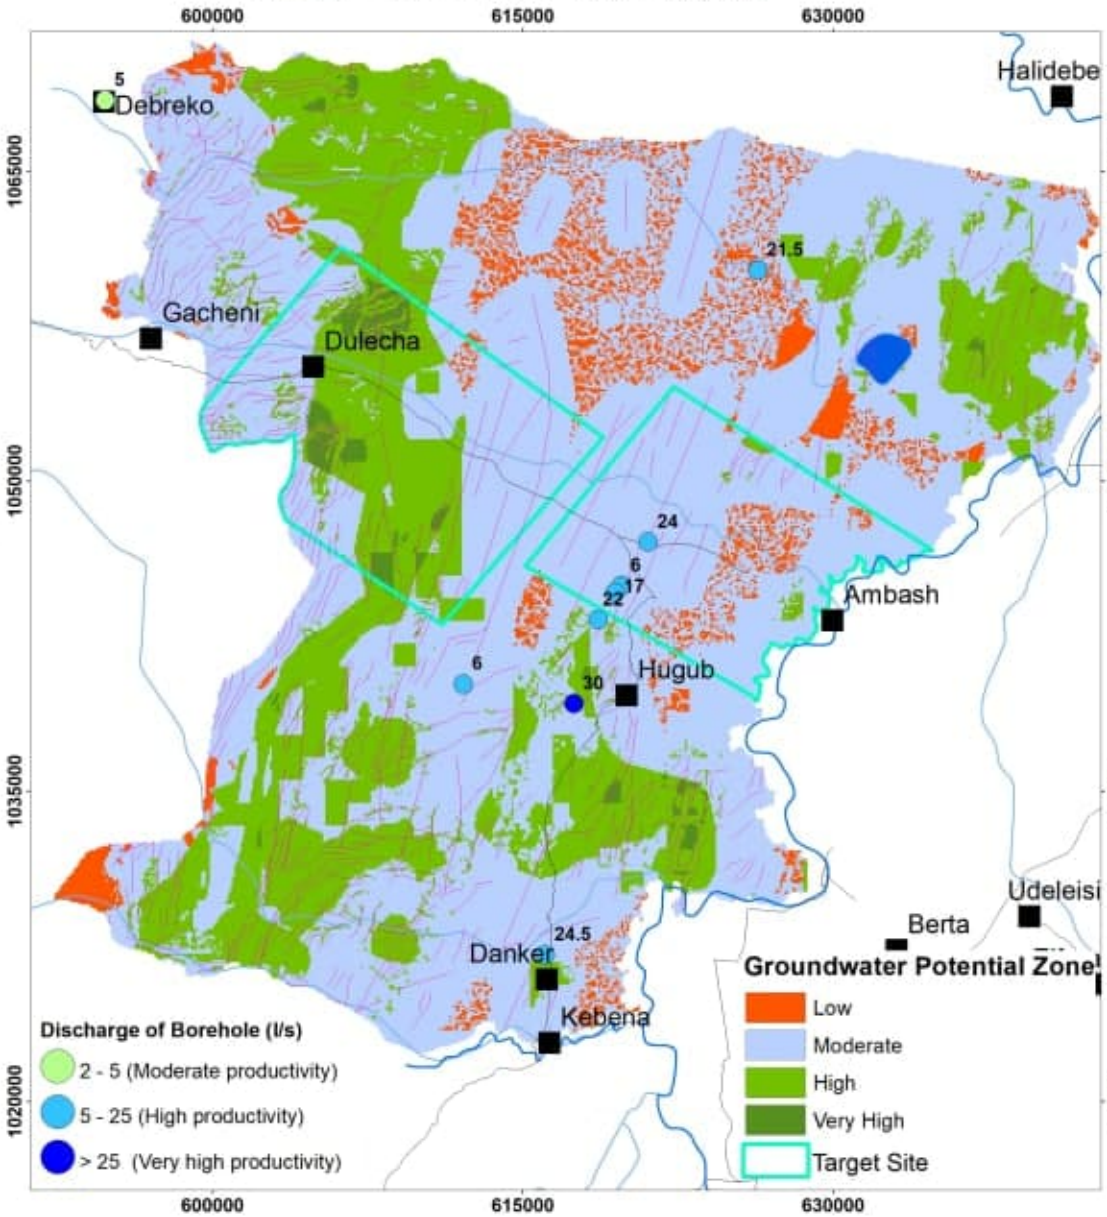 600000 615000 630000
Halidebe
5
Debreko
1065000
21.5
Gacheni
Dulecha
1050000
24
6
17
22
Ambash
6
Hugub
30
1035000
Udeleisi
Berta
24.5
Danker
Groundwater Potential Zone
Low
Kebena
Discharge of Borehole (l/s)
Moderate
2 - 5 (Moderate productivity)
High
5 - 25 (High productivity)
Very High
> 25 (Very high productivity)
Target Site
1020000
600000 615000 630000